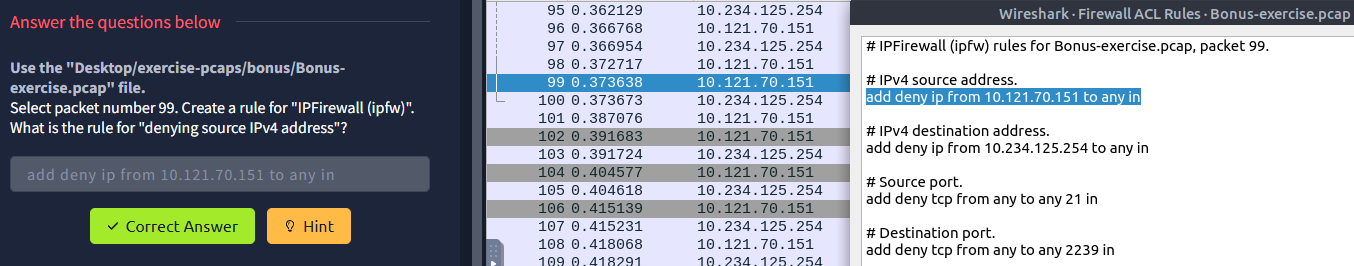 Answer the questions below
Use the "Desktop/exercise-pcaps/bonus/Bonus-
exercise.pcap" file.
Select packet number 99. Create a rule for "IPFirewall (ipfw)".
What is the rule for "denying source IPv4 address"?
add deny ip from 10.121.70.151 to any in
Correct Answer
Hint
95 0.362129 10.234.125.254
96 0.366768 10.121.70.151
97 0.366954 10.234.125.254
98 0.372717 10.121.70.151
99 0.373638 10.121.70.151
100 0.373673 10.234.125.254
101 0.387076 10.121.70.151
102 0.391683 10.121.70.151
103 0.391724 10.234.125.254
104 0.404577 10.121.70.151
105 0.404618 10.234.125.254
106 0.415139 10.121.70.151
107 0.415231 10.234.125.254
108 0.418068 10.121.70.151
109 0.418291 10.234.125.254
Wireshark · Firewall ACL Rules · Bonus-exercise.pcap
# IPFirewall (ipfw) rules for Bonus-exercise.pcap, packet 99.
# IPv4 source address.
add deny ip from 10.121.70.151 to any in
# IPv4 destination address.
add deny ip from 10.234.125.254 to any in
# Source port.
add deny tcp from any to any 21 in
# Destination port.
add deny tcp from any to any 2239 in